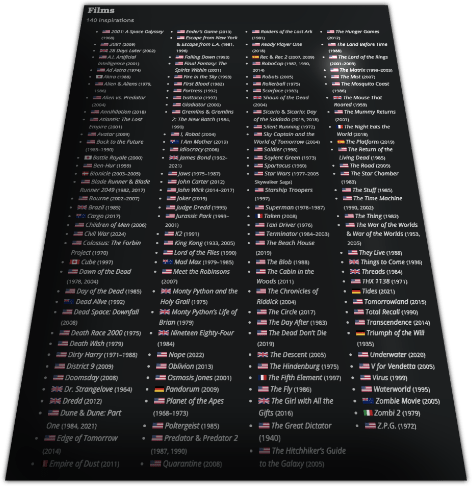 Films
140 inspirations
2001: A Space Odyssey
(1968)
2067 (2020)
28 Days Later (2002)
A.I. Artificial
Intelligence (2001)
Ad Astra (2019)
Akira (1988)
Alien & Aliens (1979,
1986)
Alien vs. Predator
(2004)
Annihilation (2018)
Atlantis: The Lost
Empire (2001)
Avatar (2009)
Back to the Future
(1985–1990)
Battle Royale (2000)
Ben-Hur (1959)
Bionicle (2003–2005)
Blade Runner & Blade
Runner 2049 (1982, 2017)
Bourne (2002–2007)
Brazil (1985)
Cargo (2017)
Children of Men (2006)
Civil War (2024)
Colossus: The Forbin
Project (1970)
Cube (1997)
Dawn of the Dead
(1978, 2004)
Day of the Dead (1985)
Dead Alive (1992)
Dead Space: Downfall
(2008)
Death Race 2000 (1975)
Death Wish (1979)
Dirty Harry (1971–1988)
District 9 (2009)
Doomsday (2008)
Dr. Strangelove (1964)
Dredd (2012)
Dune & Dune: Part
One (1984, 2021)
Edge of Tomorrow
(2014)
Empire of Dust (2011)
Ender's Game (2013)
Escape from New York
& Escape from L.A. (1981,
1996)
Falling Down (1993)
Final Fantasy: The
Spirits Within (2001)
Fire in the Sky (1993)
First Blood (1982)
Fortress (1992)
Gattaca (1997)
Gladiator (2000)
Gremlins & Gremlins
2: The New Batch (1984,
1990)
I, Robot (2004)
I Am Mother (2019)
Idiocracy (2006)
James Bond (1962–
2021)
Jaws (1975–1987)
John Carter (2012)
John Wick (2014–2017)
Joker (2019)
Judge Dredd (1995)
Jurassic Park (1993–
2001)
K2 (1991)
King Kong (1933, 2005)
Lord of the Flies (1990)
Mad Max (1979–1985)
Meet the Robinsons
(2007)
Monty Python and the
Holy Grail (1975)
Monty Python's Life of
Brian (1979)
Nineteen Eighty-Four
(1984)
Nope (2022)
Oblivion (2013)
Osmosis Jones (2001)
Pandorum (2009)
Planet of the Apes
(1968–1973)
Poltergeist (1985)
Predator & Predator 2
(1987, 1990)
Quarantine (2008)
Raiders of the Lost Ark
(1981)
Ready Player One
(2018)
Rec & Rec 2 (2007, 2009)
RoboCop (1987, 1990,
2014)
Robots (2005)
Rollerball (1975)
Scarface (1983)
Shaun of the Dead
(2004)
Sicario & Sicario: Day
of the Soldado (2015, 2018)
Silent Running (1972)
Sky Captain and the
World of Tomorrow (2004)
Soldier (1998)
Soylent Green (1973)
Spartacus (1990)
Star Wars (1977–2005
Skywalker Saga)
Starship Troopers
(1997)
Superman (1978–1987)
Taken (2008)
Taxi Driver (1976)
Terminator (1984–2003)
The Beach House
(2019)
The Blob (1988)
The Cabin in the
Woods (2011)
The Chronicles of
Riddick (2004)
The Circle (2017)
The Day After (1983)
The Dead Don't Die
(2019)
The Descent (2005)
The Hindenburg (1975)
The Fifth Element (1997)
The Fly (1986)
The Girl with All the
Gifts (2016)
The Great Dictator
(1940)
The Hitchhiker's Guide
to the Galaxy (2005)
The Hunger Games
(2012)
The Land Before Time
(1988)
The Lord of the Rings
(2001–2003)
The Matrix (1999–2003)
The Mist (2007)
The Mosquito Coast
(1986)
The Mouse That
Roared (1959)
The Mummy Returns
(2001)
The Night Eats the
World (2018)
The Platform (2019)
The Return of the
Living Dead (1985)
The Road (2009)
The Star Chamber
(1983)
The Stuff (1985)
The Time Machine
(1960, 2002)
The Thing (1982)
The War of the Worlds
& War of the Worlds (1953,
2005)
They Live (1988)
Things to Come (1936)
Threads (1984)
THX 1138 (1971)
Tides (2021)
Tomorrowland (2015)
Total Recall (1990)
Transcendence (2014)
Triumph of the Will
(1935)
Underwater (2020)
V for Vendetta (2005)
Virus (1999)
Waterworld (1995)
Zombie Movie (2005)
Zombi 2 (1979)
Z.P.G. (1972)